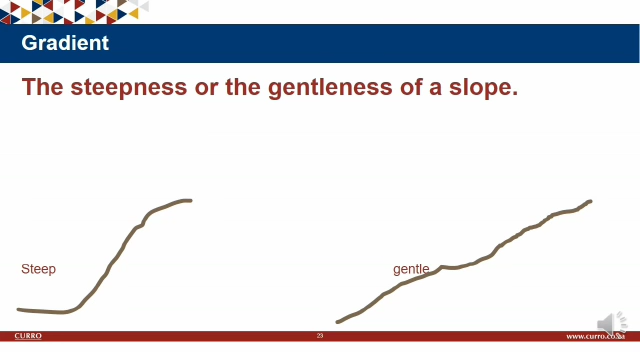 Gradient
The steepness or the gentleness of a slope.
Steep
gentle
CURRO
23
www.curro.co.za